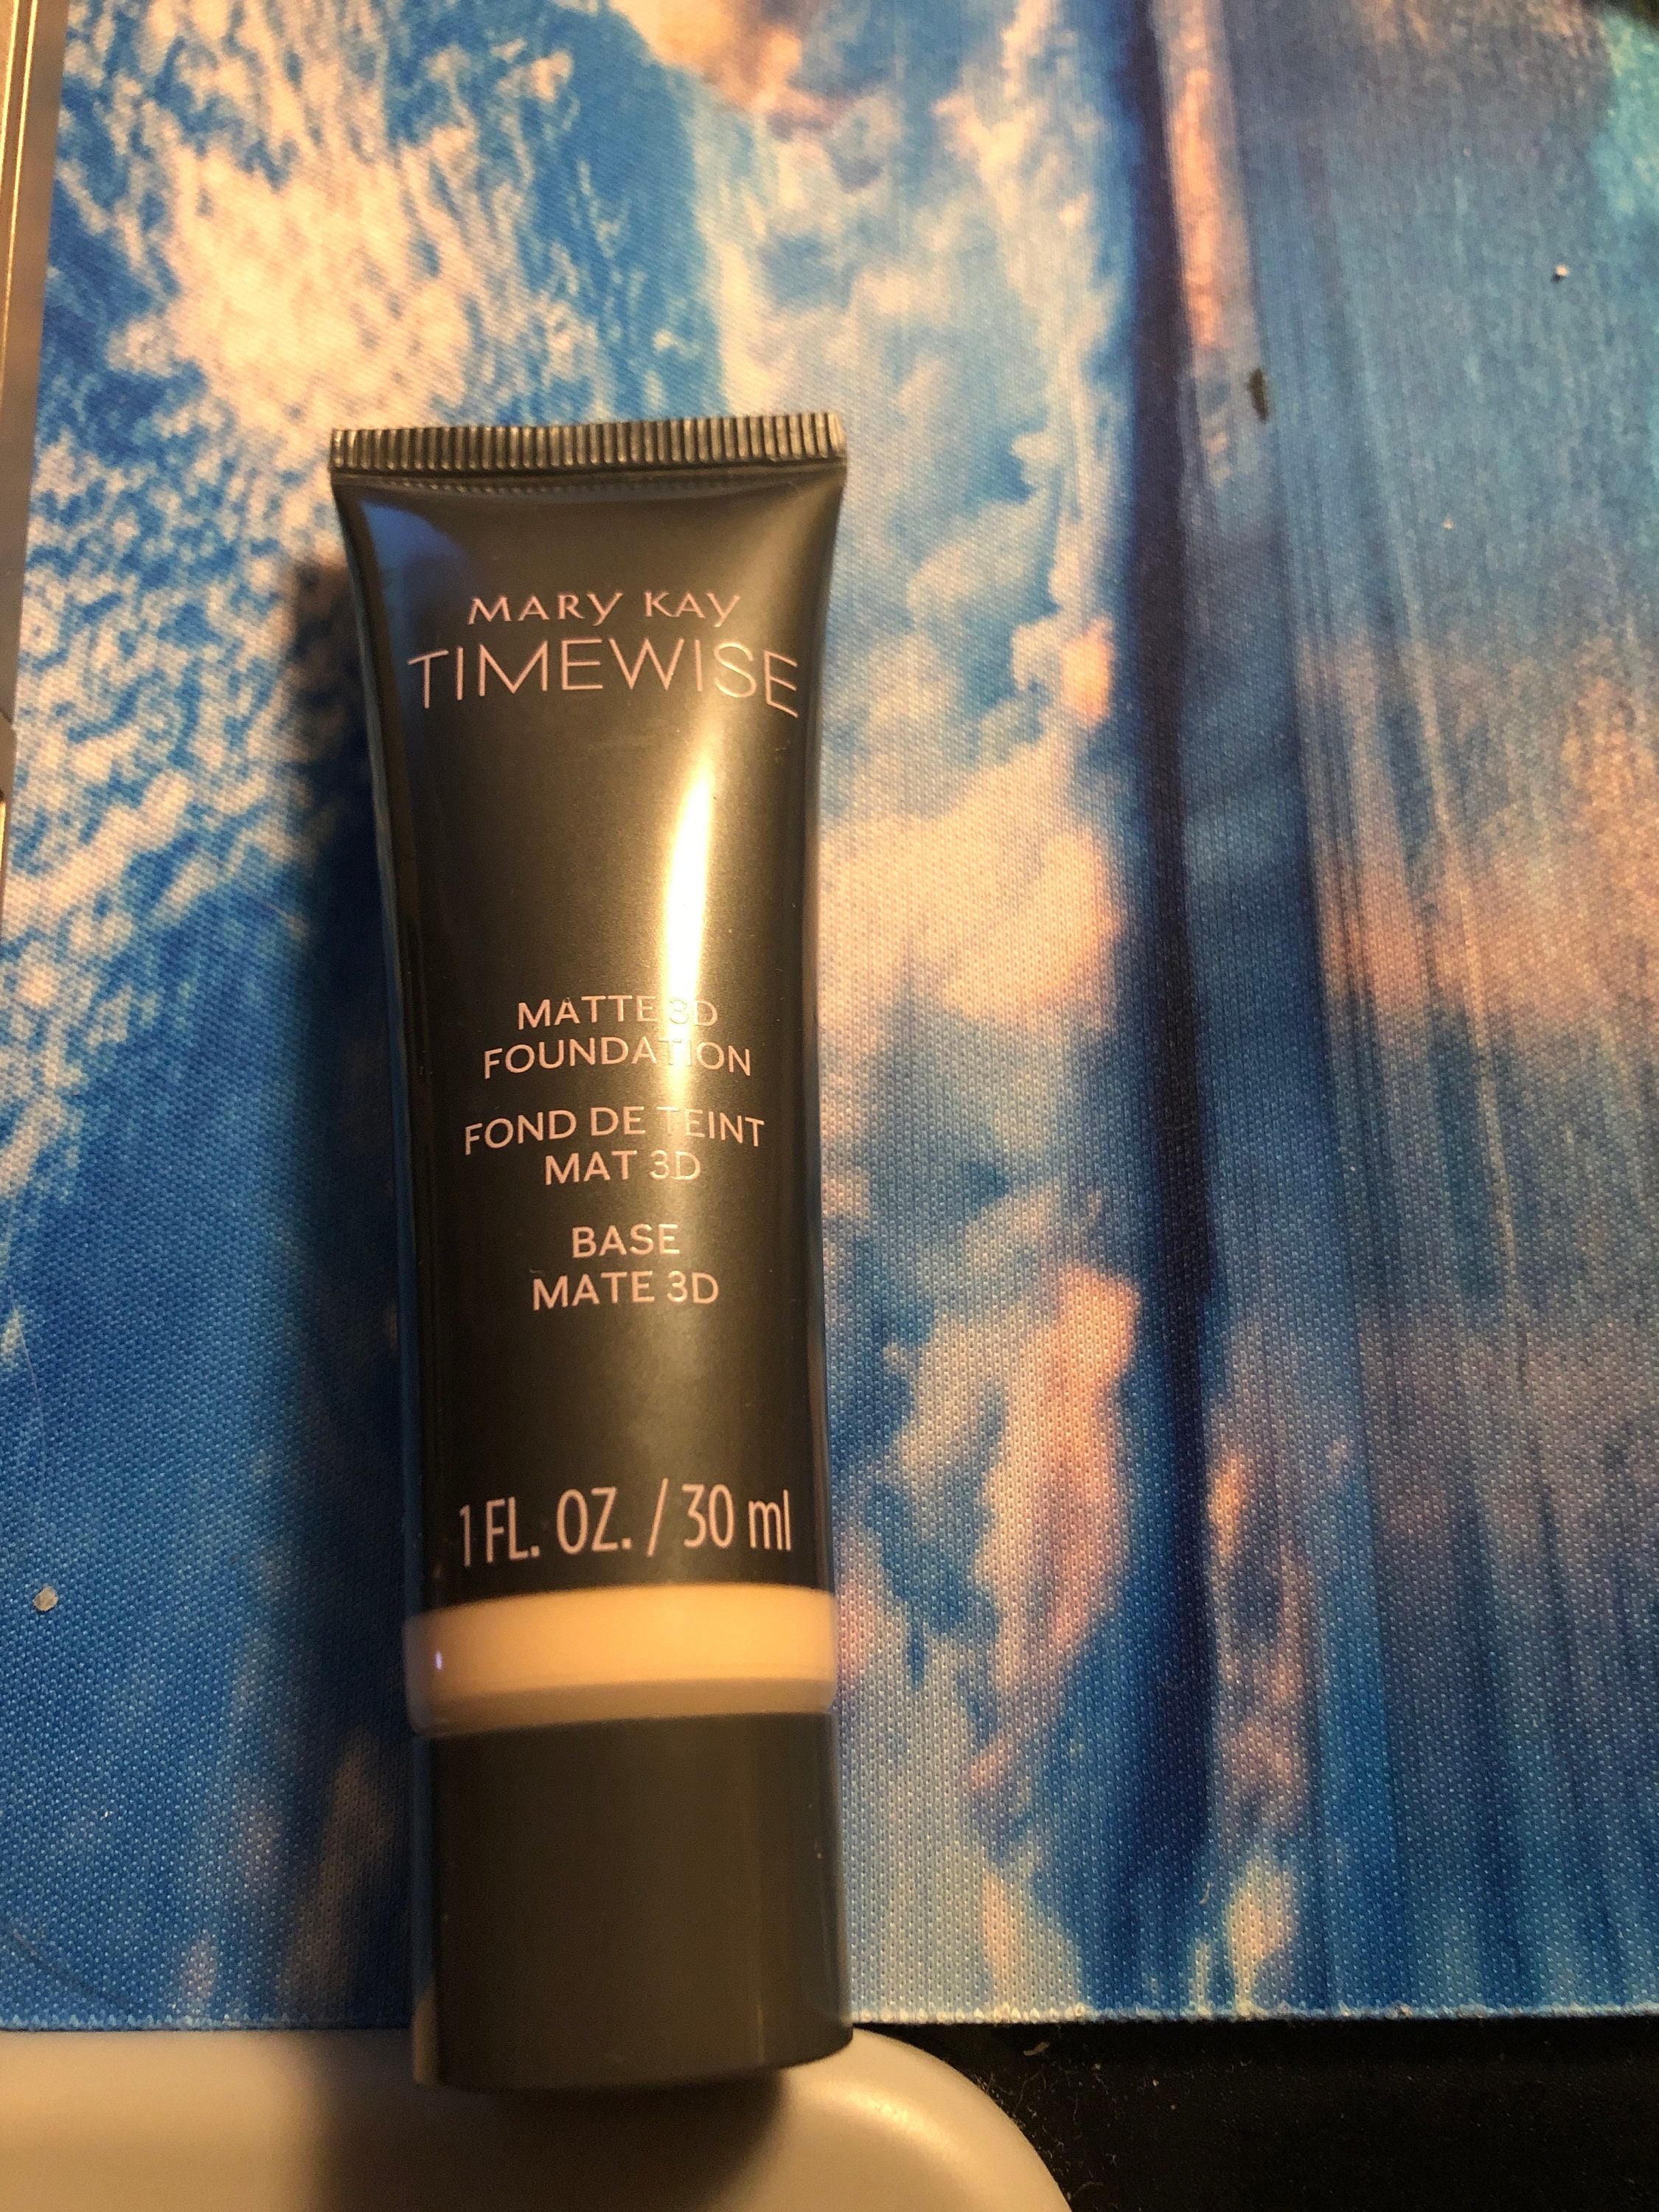 MARY KAY
TIMEWISE
MATTE 3D
FOUNDATION
FOND DE TEINT
MAT 3D
BASE
MATE 3D
1 FL. OZ. / 30 ml